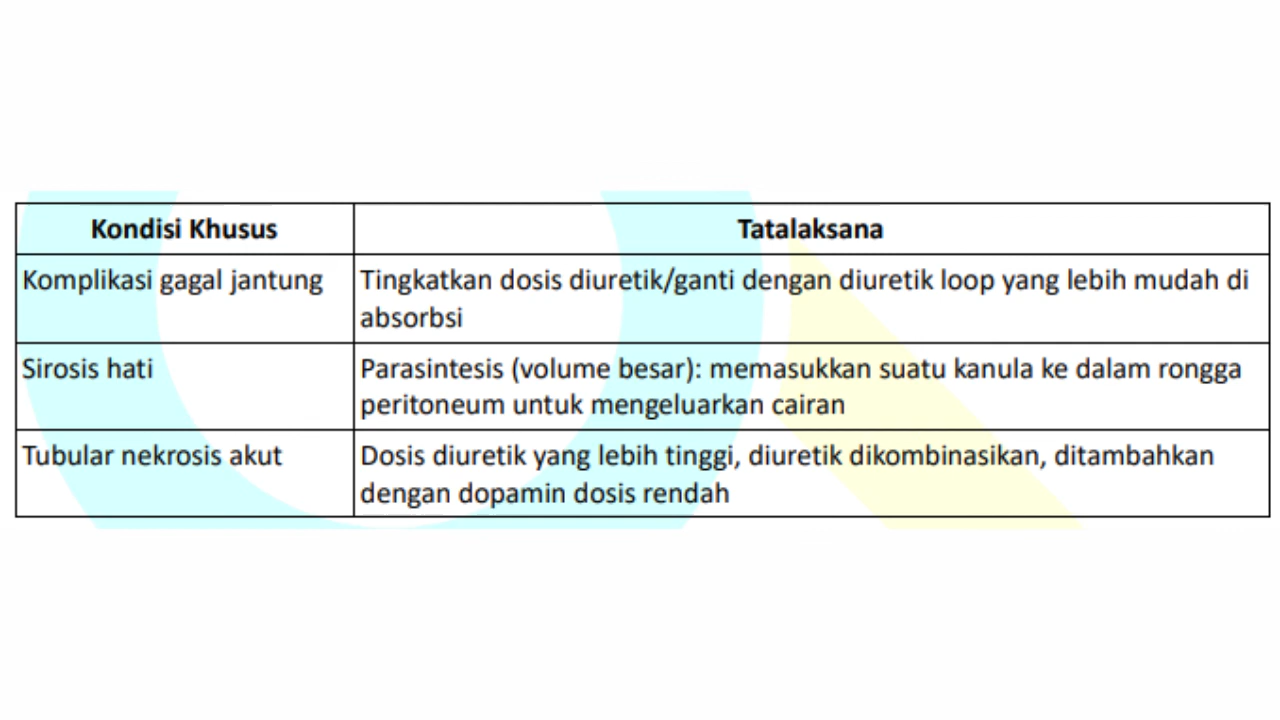 Kondisi Khusus
Tatalaksana
Komplikasi gagal jantung
Tingkatkan dosis diuretik/ganti dengan diuretik loop yang lebih mudah di
absorbsi
Sirosis hati
Parasintesis (volume besar): memasukkan suatu kanula ke dalam rongga
peritoneum untuk mengeluarkan cairan
Tubular nekrosis akut
Dosis diuretik yang lebih tinggi, diuretik dikombinasikan, ditambahkan
dengan dopamin dosis rendah